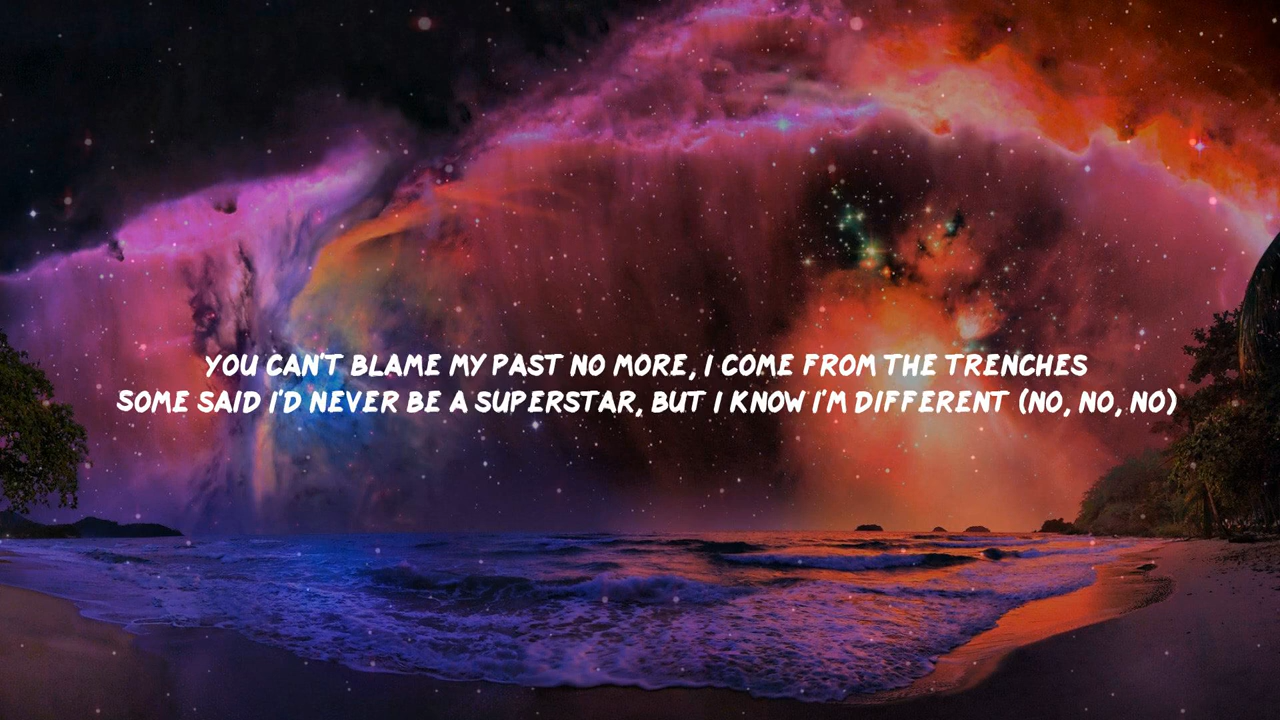 YOU CAN'T BLAME MY PAST NO MORE, I COME FROM THE TRENCHES
SOME SAID I'D NEVER BE A SUPERSTAR, BUT I KNOW I'M DIFFERENT (NO, NO, NO)